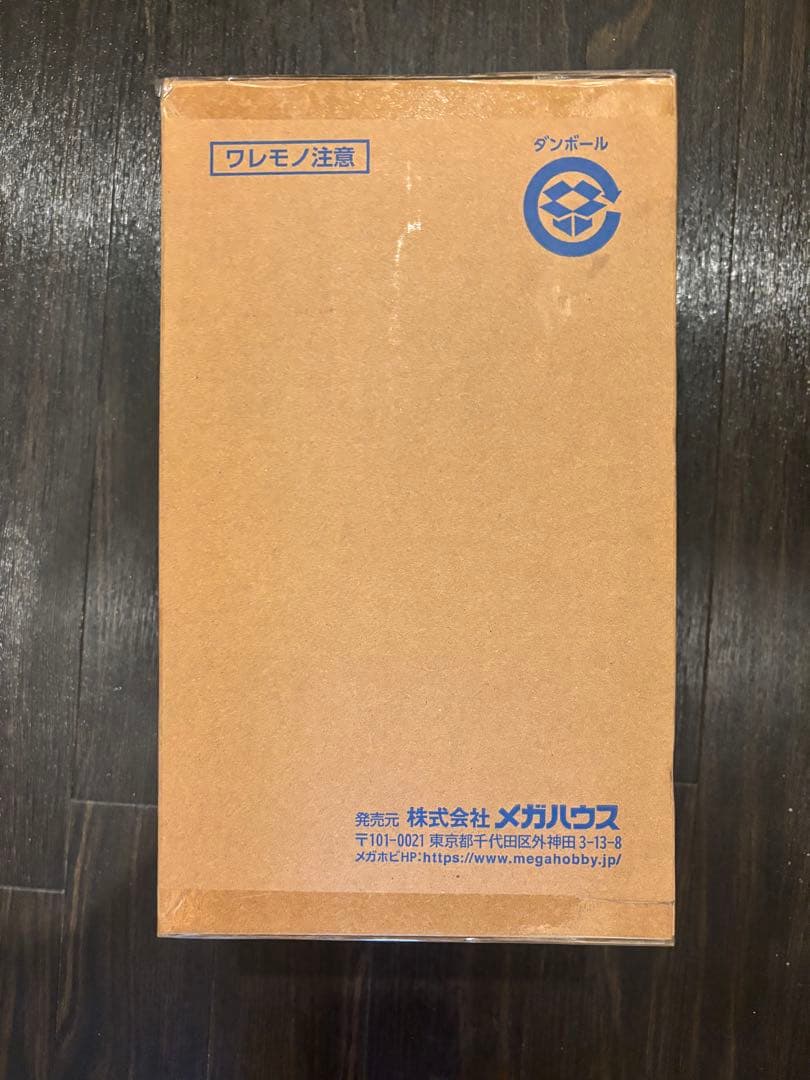 ワレモノ注意
ダンボール
発売元 株式会社 メガハウス
〒101-0021 東京都千代田区外神田 3-13-8
メガホビHP:https://www.megahobby.jp/